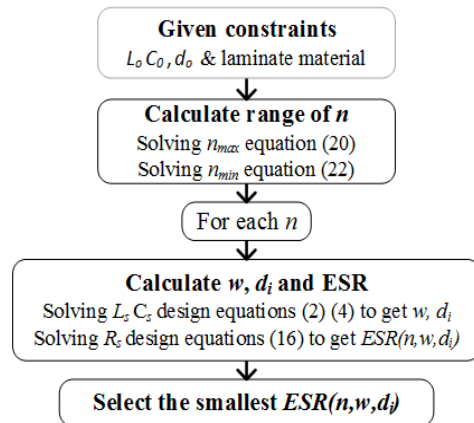 Given constraints
Lo C0, do & laminate material
Calculate range of n
Solving nmax equation (20)
Solving nmin equation (22)
For each n
Calculate w, di and ESR
Solving Ls Cs design equations (2) (4) to get w, di
Solving Rs design equations (16) to get ESR(n,w,di)
Select the smallest ESR(n,w,di)